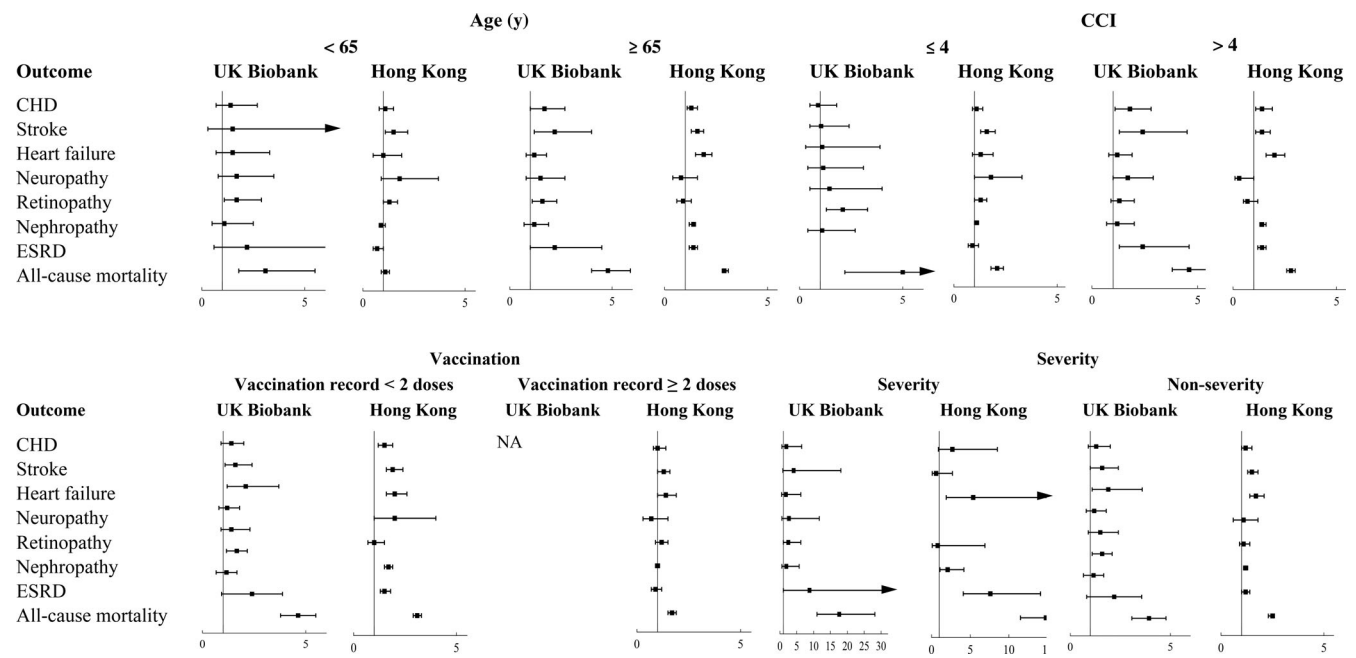 Age (y) CCI
< 65 ≥ 65 ≤ 4 > 4
Outcome UK Biobank Hong Kong UK Biobank Hong Kong UK Biobank Hong Kong UK Biobank Hong Kong
CHD
Stroke
Heart failure
Neuropathy
Retinopathy
Nephropathy
ESRD
All-cause mortality
0 5 0 5 0 5 0 5 0 5 0 5 0 5 0 5
Vaccination Severity
Vaccination record < 2 doses Vaccination record ≥ 2 doses Severity Non-severity
Outcome UK Biobank Hong Kong UK Biobank Hong Kong UK Biobank Hong Kong UK Biobank Hong Kong
CHD NA
Stroke
Heart failure
Neuropathy
Retinopathy
Nephropathy
ESRD
All-cause mortality
0 5 0 5 0 5 0 5 10 15 20 25 30 0 5 10 1 0 5 0 5